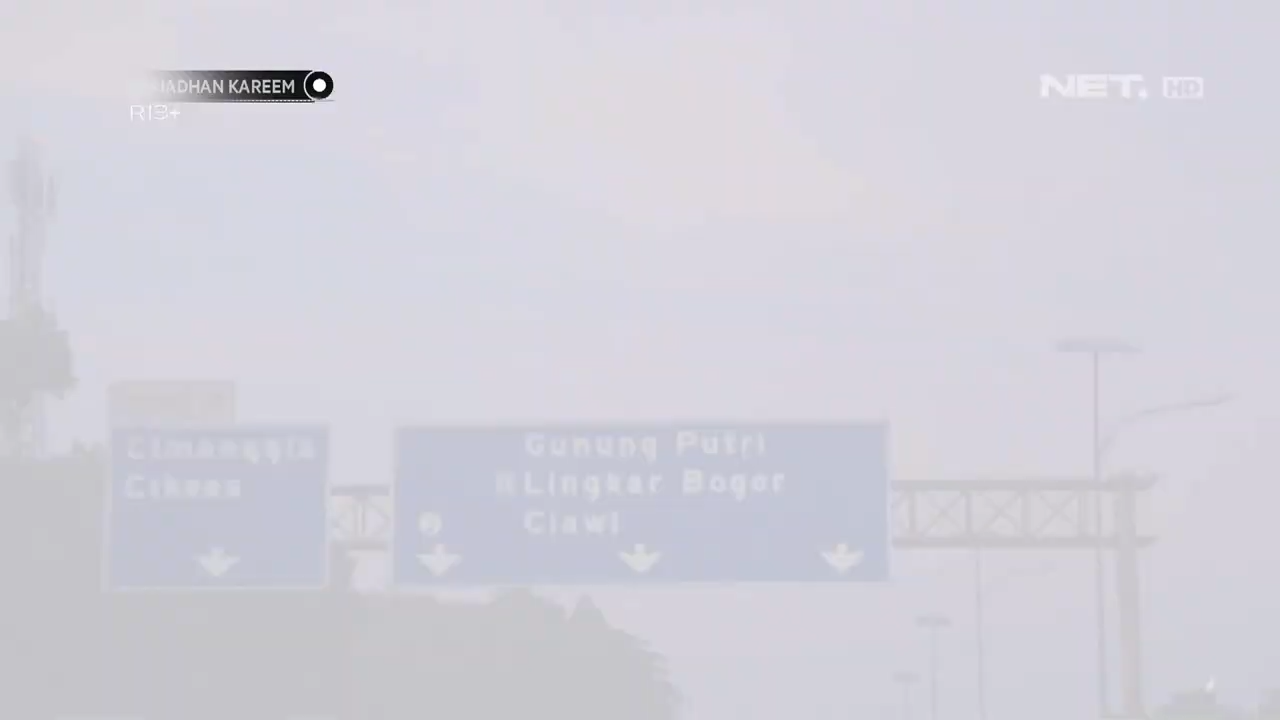 ADHAN KAREEM
R13+
NET. HD
Cimanggis
Cikeas
Gunung Putri
Lingkar Bogor
Ciawi